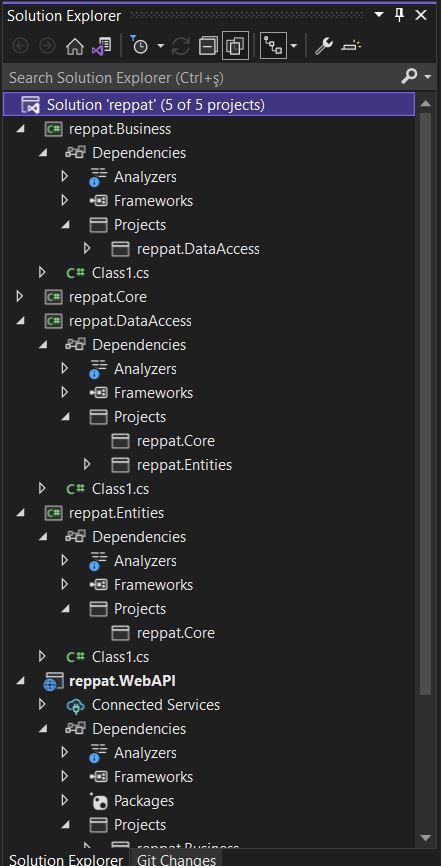 Solution Explorer
Search Solution Explorer (Ctrl+ş)
Solution 'reppat' (5 of 5 projects)
C# reppat.Business
Dependencies
Analyzers
Frameworks
Projects
reppat.DataAccess
C# Class1.cs
C# reppat.Core
C# reppat.DataAccess
Dependencies
Analyzers
Frameworks
Projects
reppat.Core
reppat.Entities
C# Class1.cs
C# reppat.Entities
Dependencies
Analyzers
Frameworks
Projects
reppat.Core
C# Class1.cs
reppat.WebAPI
Connected Services
Dependencies
Analyzers
Frameworks
Packages
Projects
reppat.Business
Solution Explorer Git Changes